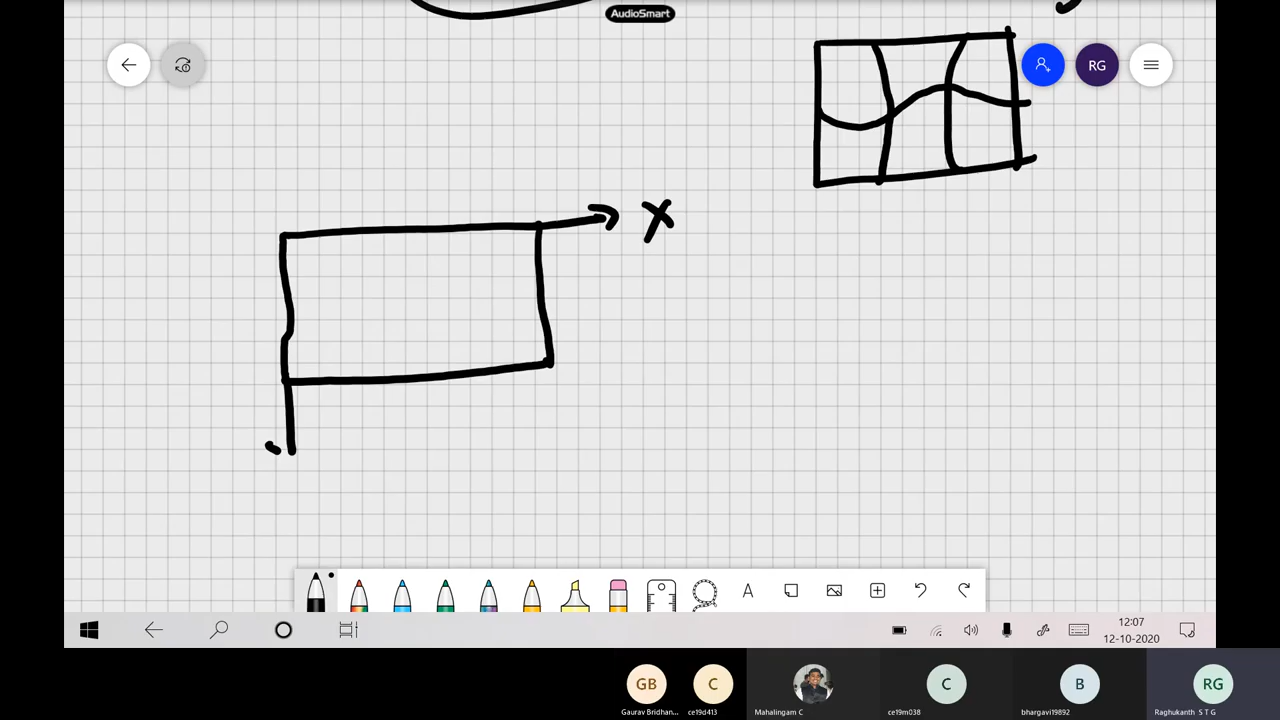 AudioSmart
RG
X
A
12:07
12-10-2020
GB
C
C
B
RG
Gaurav Bridhan...
ce19d413
Mahalingam C
ce19m038
bhargavi19892
Raghukanth S T G